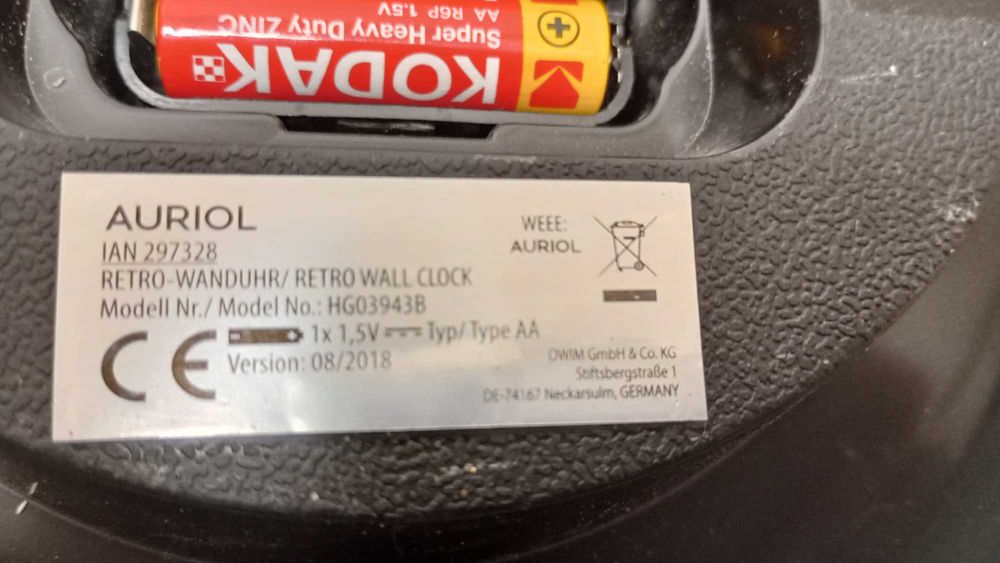 KODAK
Super Heavy Duty ZINC
AA R6P 1.5V
AURIOL
IAN 297328
RETRO-WANDUHR/ RETRO WALL CLOCK
Modell Nr./ Model No.: HG03943B
1x 1,5V Typ/Type AA
Version: 08/2018
CE
WEEE:
AURIOL
OWIM GmbH & Co. KG
Stiftsbergstraße 1
DE-74167 Neckarsulm, GERMANY